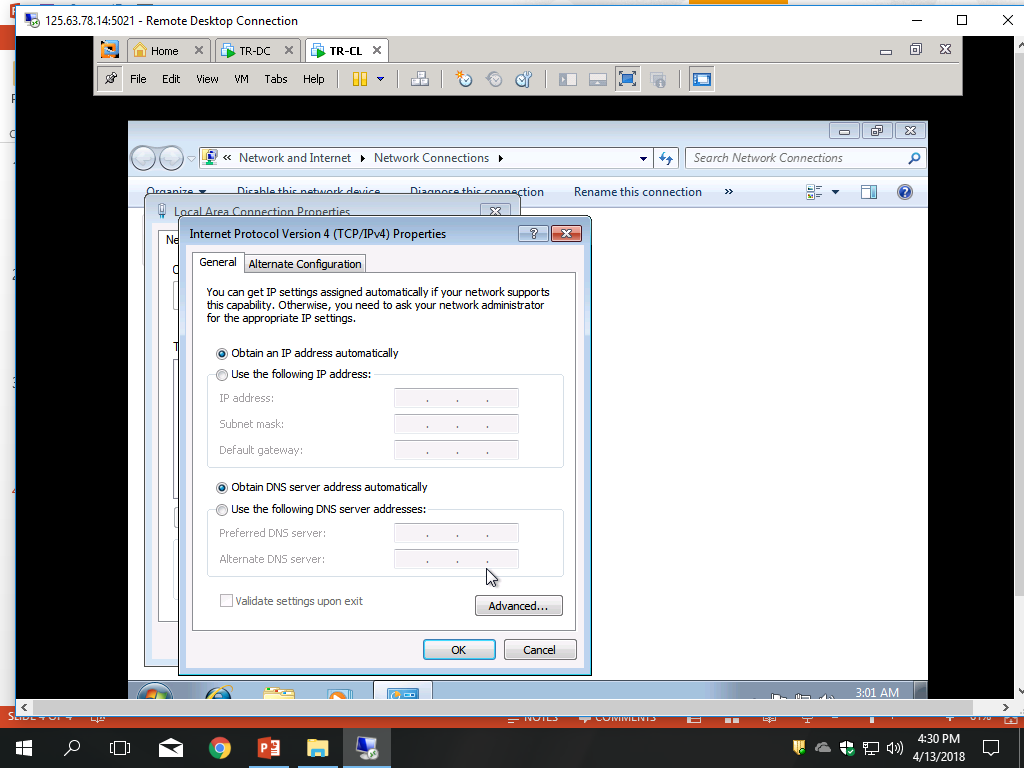 125.63.78.14:5021 - Remote Desktop Connection
Home TR-DC TR-CL
File Edit View VM Tabs Help
« Network and Internet Network Connections
Search Network Connections
Organize Disable this network device Diagnose this connection Rename this connection »
Local Area Connection Properties
Internet Protocol Version 4 (TCP/IPv4) Properties
General Alternate Configuration
You can get IP settings assigned automatically if your network supports
this capability. Otherwise, you need to ask your network administrator
for the appropriate IP settings.
Obtain an IP address automatically
Use the following IP address:
IP address:
Subnet mask:
Default gateway:
Obtain DNS server address automatically
Use the following DNS server addresses:
Preferred DNS server:
Alternate DNS server:
Validate settings upon exit
Advanced...
OK Cancel
3:01 AM
SLIDE 4 OF 4 NOTES COMMENTS 81%
4:30 PM
4/13/2018